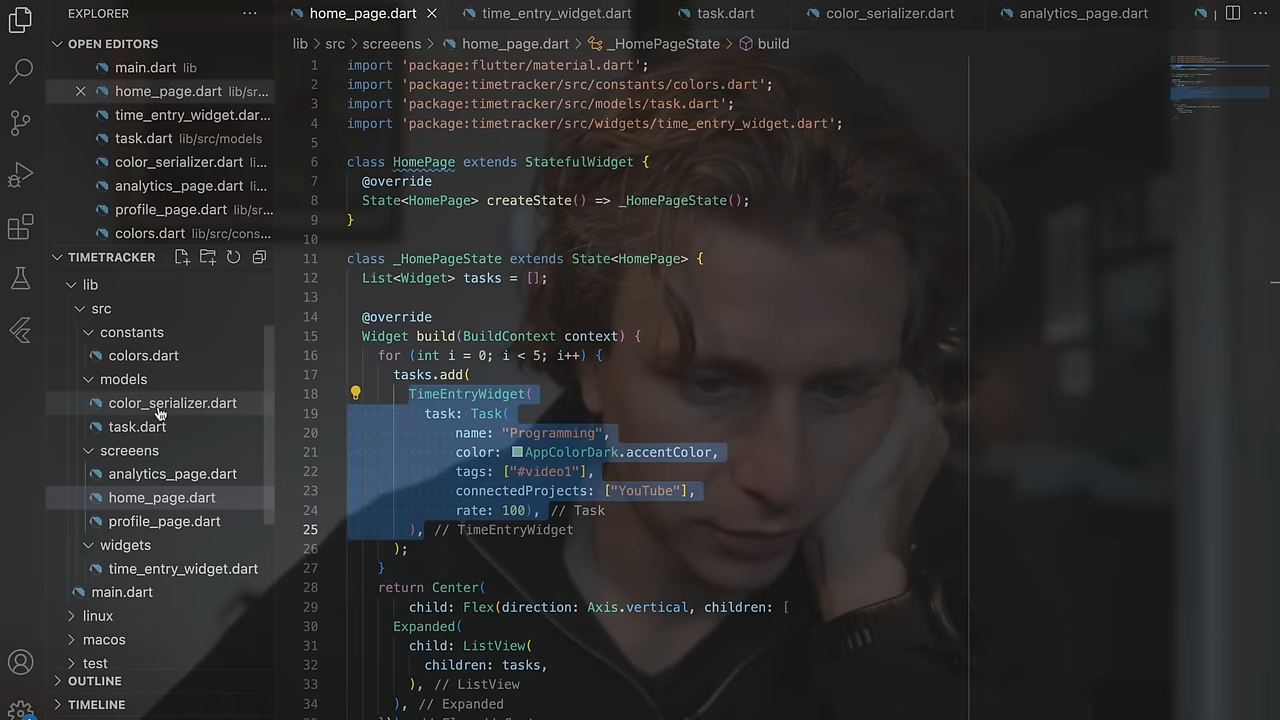 EXPLORER
home_page.dart
time_entry_widget.dart
task.dart
color_serializer.dart
analytics_page.dart
OPEN EDITORS
main.dart lib
home_page.dart lib/sr...
time_entry_widget.dar...
task.dart lib/src/models
color_serializer.dart li...
analytics_page.dart li...
profile_page.dart lib/sr...
colors.dart lib/src/cons...
TIMETRACKER
lib
src
constants
colors.dart
models
color_serializer.dart
task.dart
screeens
analytics_page.dart
home_page.dart
profile_page.dart
widgets
time_entry_widget.dart
main.dart
linux
macos
test
OUTLINE
TIMELINE
lib > src > screeens > home_page.dart > _HomePageState > build
1 import 'package:flutter/material.dart';
2 import 'package:timetracker/src/constants/colors.dart';
3 import 'package:timetracker/src/models/task.dart';
4 import 'package:timetracker/src/widgets/time_entry_widget.dart';
5
6 class HomePage extends StatefulWidget {
7 @override
8 State<HomePage> createState() => _HomePageState();
9 }
10
11 class _HomePageState extends State<HomePage> {
12 List<Widget> tasks = [];
13
14 @override
15 Widget build(BuildContext context) {
16 for (int i = 0; i < 5; i++) {
17 tasks.add(
18 TimeEntryWidget(
19 task: Task(
20 name: "Programming",
21 color: AppColorDark.accentColor,
22 tags: ["#video1"],
23 connectedProjects: ["YouTube"],
24 rate: 100), // Task
25 ), // TimeEntryWidget
26 );
27 }
28 return Center(
29 child: Flex(direction: Axis.vertical, children: [
30 Expanded(
31 child: ListView(
32 children: tasks,
33 ), // ListView
34 ), // Expanded